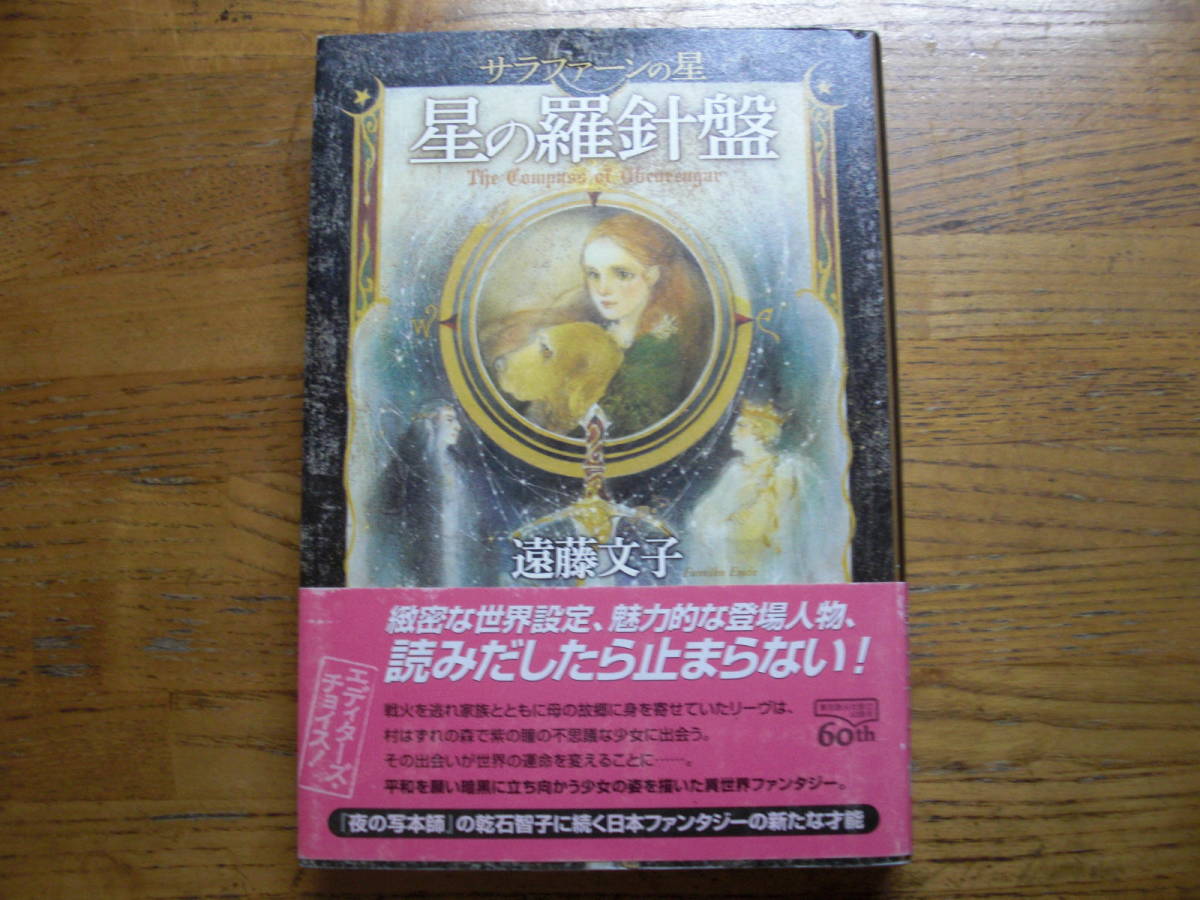 サラファーンの星
星の羅針盤
The Compass of
W
S
遠藤文子
Fumiko Endo
緻密な世界設定、魅力的な登場人物、
読みだしたら止まらない！
エディターズ・
チョイス！
戦火を逃れ家族とともに母の故郷に身を寄せていたリーヴは、
村はずれの森で紫の瞳の不思議な少女に出会う。
その出会いが世界の運命を変えることに……。
平和を願い暗黒に立ち向かう少女の姿を描いた異世界ファンタジー。
60th
『夜の写本師』の乾石智子に続く日本ファンタジーの新たな才能